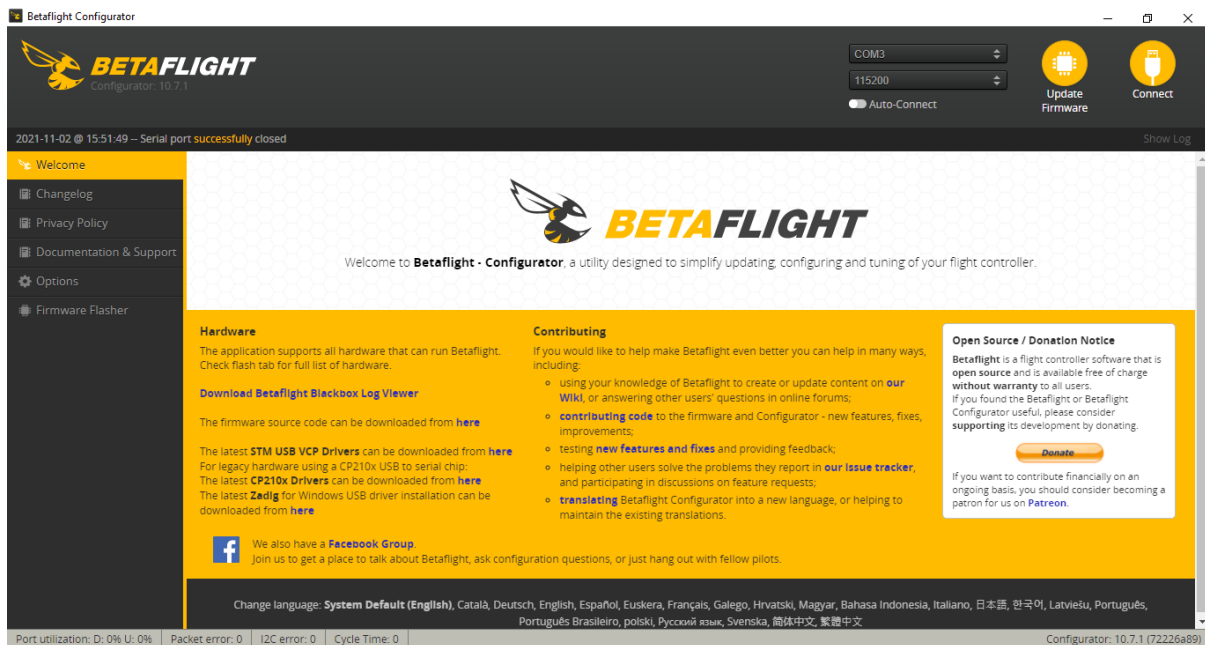 Betaflight Configurator
BETAFLIGHT
Configurator: 10.7.1
COM3
115200
Auto-Connect
Update
Firmware
Connect
2021-11-02 @ 15:51:49 -- Serial port successfully closed
Show Log
Welcome
Changelog
Privacy Policy
Documentation & Support
Options
Firmware Flasher
BETAFLIGHT
Welcome to Betaflight - Configurator, a utility designed to simplify updating, configuring and tuning of your flight controller.
Hardware
The application supports all hardware that can run Betaflight.
Check flash tab for full list of hardware.
Download Betaflight Blackbox Log Viewer
The firmware source code can be downloaded from here
The latest STM USB VCP Drivers can be downloaded from here
For legacy hardware using a CP210x USB to serial chip:
The latest CP210x Drivers can be downloaded from here
The latest Zadig for Windows USB driver installation can be
downloaded from here
Contributing
If you would like to help make Betaflight even better you can help in many ways,
including:
using your knowledge of Betaflight to create or update content on our
Wiki, or answering other users' questions in online forums;
contributing code to the firmware and Configurator - new features, fixes,
improvements;
testing new features and fixes and providing feedback;
helping other users solve the problems they report in our issue tracker,
and participating in discussions on feature requests;
translating Betaflight Configurator into a new language, or helping to
maintain the existing translations.
Open Source / Donation Notice
Betaflight is a flight controller software that is
open source and is available free of charge
without warranty to all users.
If you found the Betaflight or Betaflight
Configurator useful, please consider
supporting its development by donating.
Donate
If you want to contribute financially on an
ongoing basis, you should consider becoming a
patron for us on Patreon.
We also have a Facebook Group.
Join us to get a place to talk about Betaflight, ask configuration questions, or just hang out with fellow pilots.
Change language: System Default (English), Català, Deutsch, English, Español, Euskera, Français, Galego, Hrvatski, Magyar, Bahasa Indonesia, Italiano, 日本語, 한국어, Latviešu, Português,
Português Brasileiro, polski, Русский язык, Svenska, 简体中文, 繁體中文
Port utilization: D: 0% U: 0%
Packet error: 0
I2C error: 0
Cycle Time: 0
Configurator: 10.7.1 (72226a89)